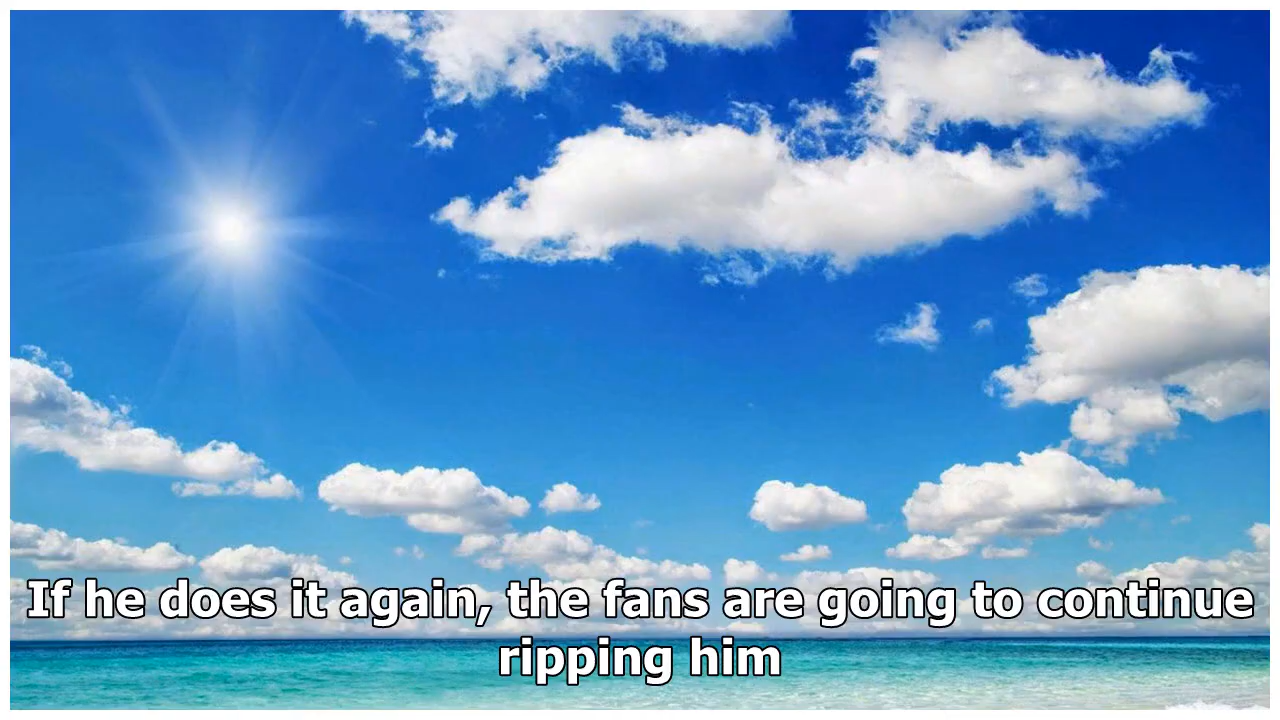 If he does it again, the fans are going to continue
ripping him